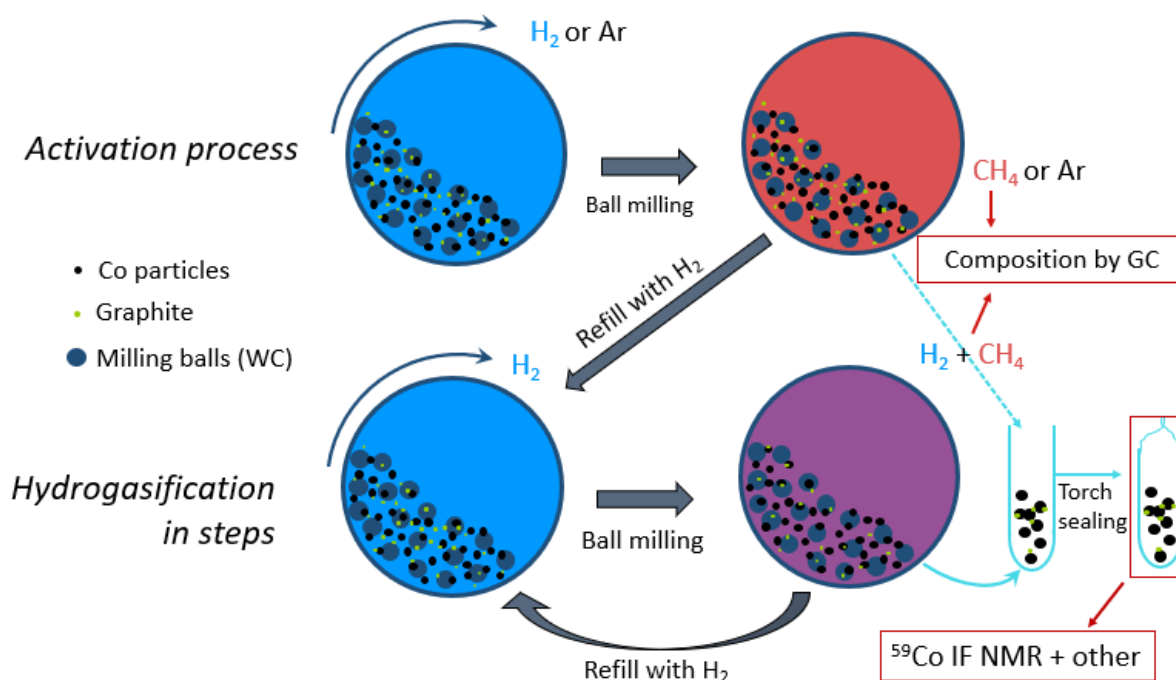 H₂ or Ar
Activation process
Ball milling
CH₄ or Ar
Composition by GC
• Co particles
• Graphite
Milling balls (WC)
Refill with H₂
H₂ + CH₄
H₂
Hydrogasification
in steps
Ball milling
Torch
sealing
Refill with H₂
⁵⁹Co IF NMR + other